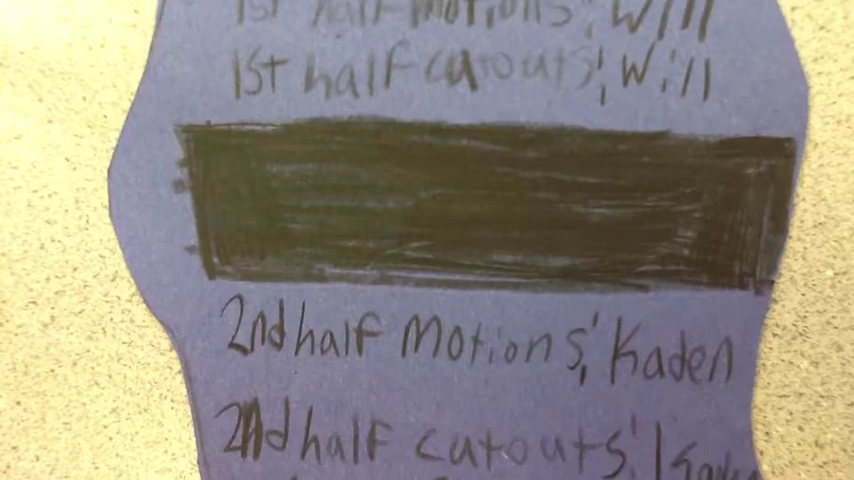 1st half Motions; Will
1st half cutouts; Will
2nd half Motions; Kaden
2nd half cutouts;